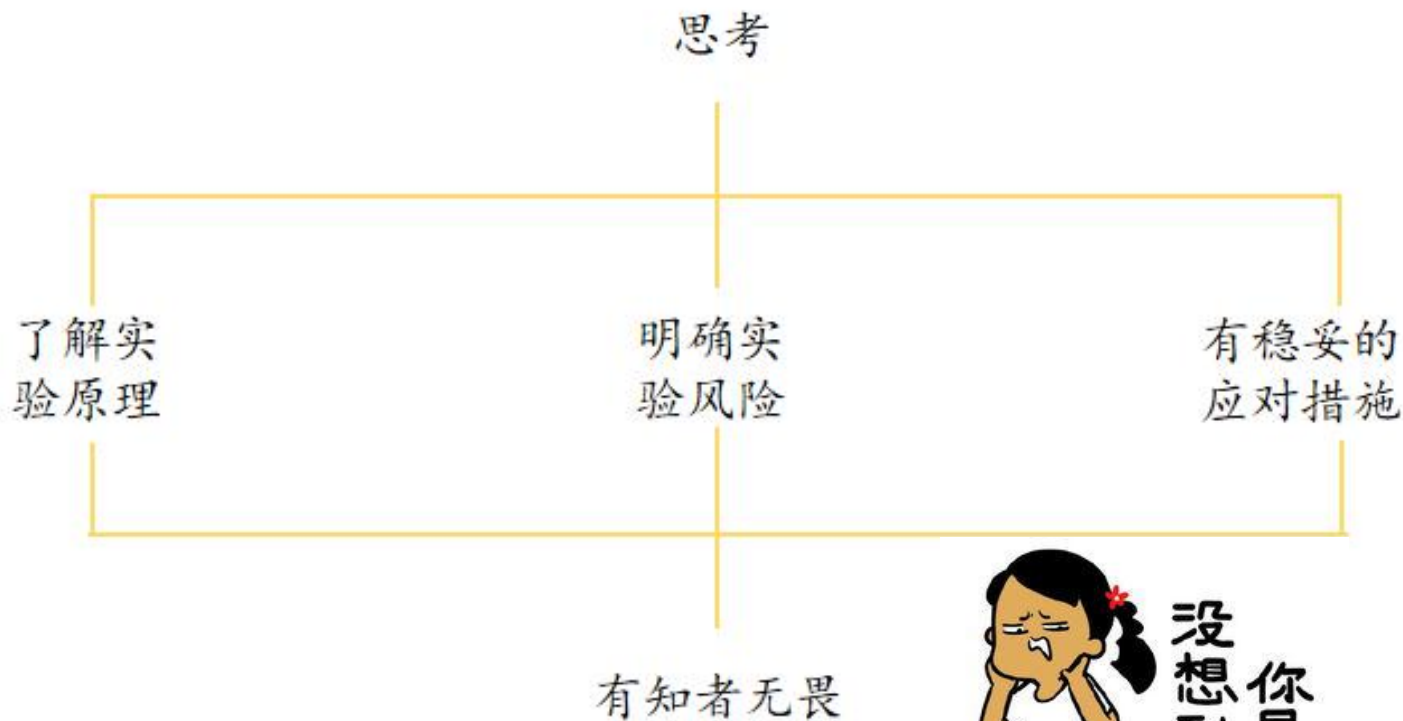 思考
了解实
验原理
明确实
验风险
有稳妥的
应对措施
有知者无畏
没想
你